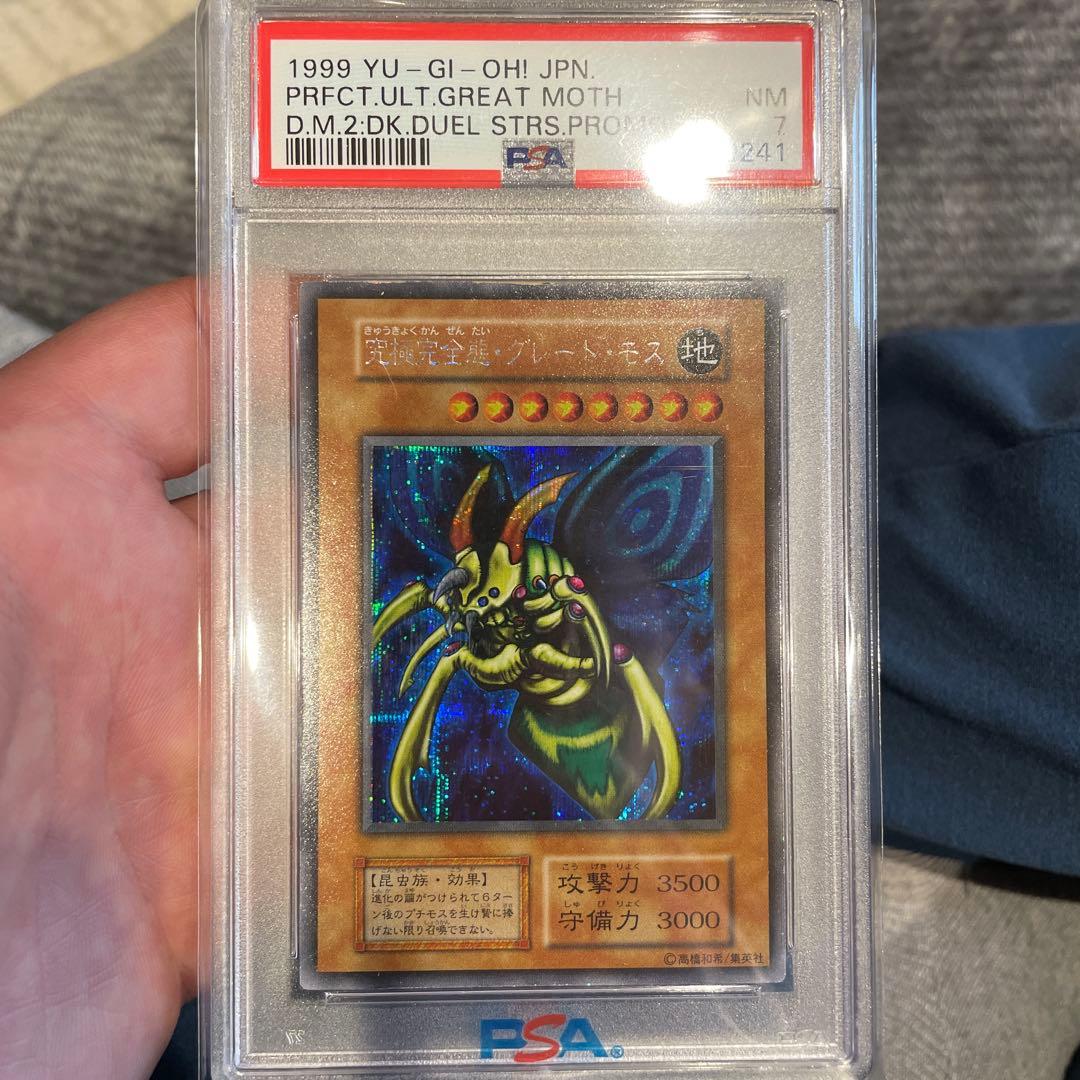 1999 YU-GI-OH! JPN.
PRFCT.ULT.GREAT MOTH NM
D.M.2:DK.DUEL STRS.PROM 7
PSA 241
きゅうきょくかん ぜん たい
究極完全態・グレート・モス 地
【昆虫族・効果】
進化の繭がつけられて6ター
ン後のプチモスを生け贄に捧
げない限り召喚できない。
こう げき りょく
攻撃力 3500
しゅ び りょく
守備力 3000
©高橋和希/集英社
PSA®